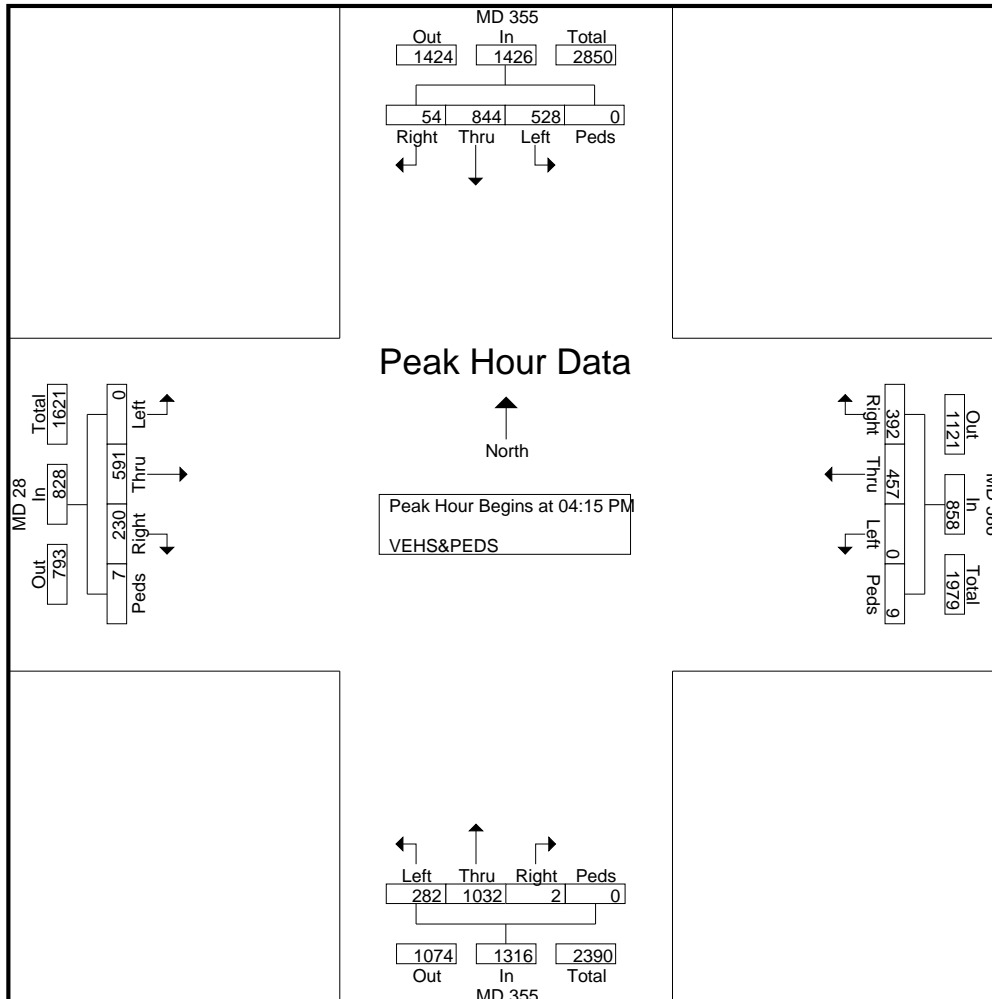 MD 355
Out In Total
1424 1426 2850
54 844 528 0
Right Thru Left Peds
Peak Hour Data
North
Peak Hour Begins at 04:15 PM
VEHS&PEDS
MD 28
Total In Out
1621 828 793
0 591 230 7
Left Thru Right Peds
Out In Total
1121 858 1979
392 457 0 9
Right Thru Left Peds
Left Thru Right Peds
282 1032 2 0
1074 1316 2390
Out In Total
MD 355